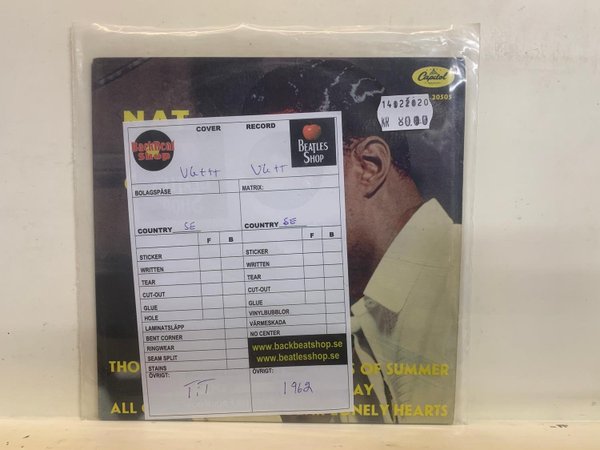 Capitol
30505
14022020
KR 80.00
NAT
COVER
RECORD
BackBeat
Shop
BEATLES
SHOP
VG++
VG++
BOLAGSPÅSE
MATRIX:
COUNTRY SE
COUNTRY SE
F B
F B
STICKER
WRITTEN
TEAR
CUT-OUT
GLUE
HOLE
LAMINATSLÄPP
BENT CORNER
RINGWEAR
SEAM SPLIT
STAINS
ÖVRIGT:
STICKER
WRITTEN
TEAR
CUT-OUT
GLUE
VINYLBUBBLOR
VÄRMESKADA
NO CENTER
www.backbeatshop.se
www.beatlesshop.se
ÖVRIGT:
1962
THO S OF SUMMER
AY
ALL LONELY HEARTS